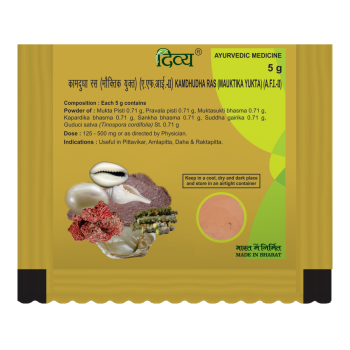 दिव्य®
AYURVEDIC MEDICINE
5 g
कामदुधा रस (मौक्तिक युक्त) (ए.एफ.आई.-II) KAMDHUDHA RAS (MAUKTIKA YUKTA) (A.F.I.-II)
Composition : Each 5 g contains
Powder of : Mukta Pisti 0.71 g, Pravala pisti 0.71 g, Muktasukti bhasma 0.71 g,
Kapardika bhasma 0.71 g, Sankha bhasma 0.71 g, Suddha gairika 0.71 g,
Guduci satva (Tinospora cordifolia) St. 0.71 g
Dose : 125 - 500 mg or as directed by Physician.
Indications : Useful in Pittavikar, Amlapitta, Daha & Raktapitta.
Keep in a cool, dry and dark place
and store in an airtight container
भारत में निर्मित
MADE IN BHARAT